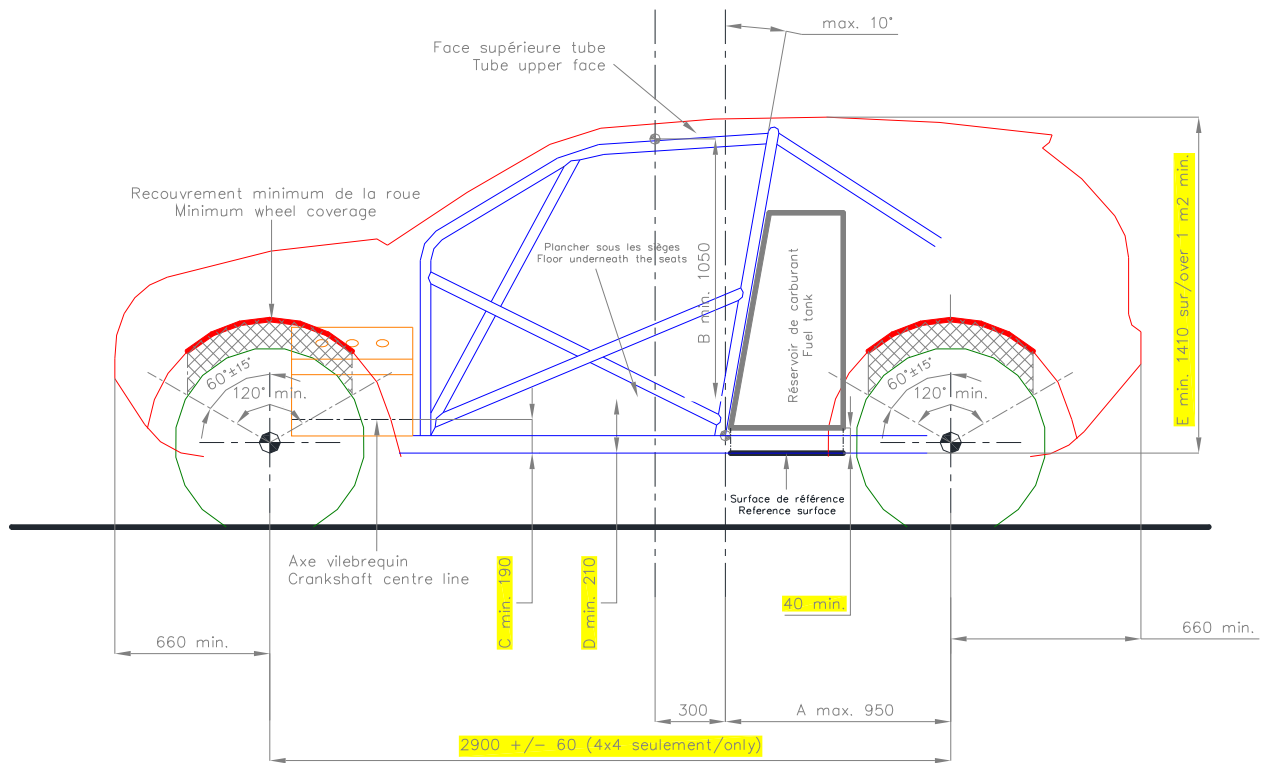 max. 10°
Face supérieure tube
Tube upper face
Recouvrement minimum de la roue
Minimum wheel coverage
Plancher sous les sièges
Floor underneath the seats
B min. 1050
Réservoir de carburant
Fuel tank
E min. 1410 sur/over 1 m2 min.
60°±15°
120° min.
60°±15°
120° min.
Surface de référence
Reference surface
Axe vilebrequin
Crankshaft centre line
C min. 190
D min. 210
40 min.
660 min.
660 min.
300
A max. 950
2900 +/- 60 (4x4 seulement/only)